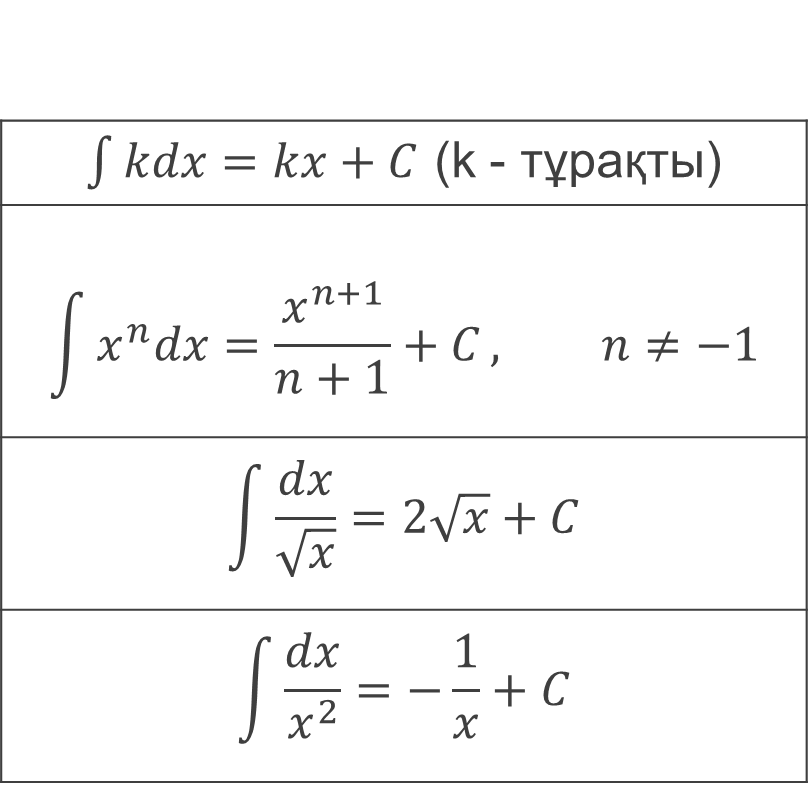 ∫ kdx = kx + C (k - тұрақты)
∫ xⁿdx = xⁿ⁺¹/(n + 1) + C ,   n ≠ −1
∫ dx/√x = 2√x + C
∫ dx/x² = − 1/x + C